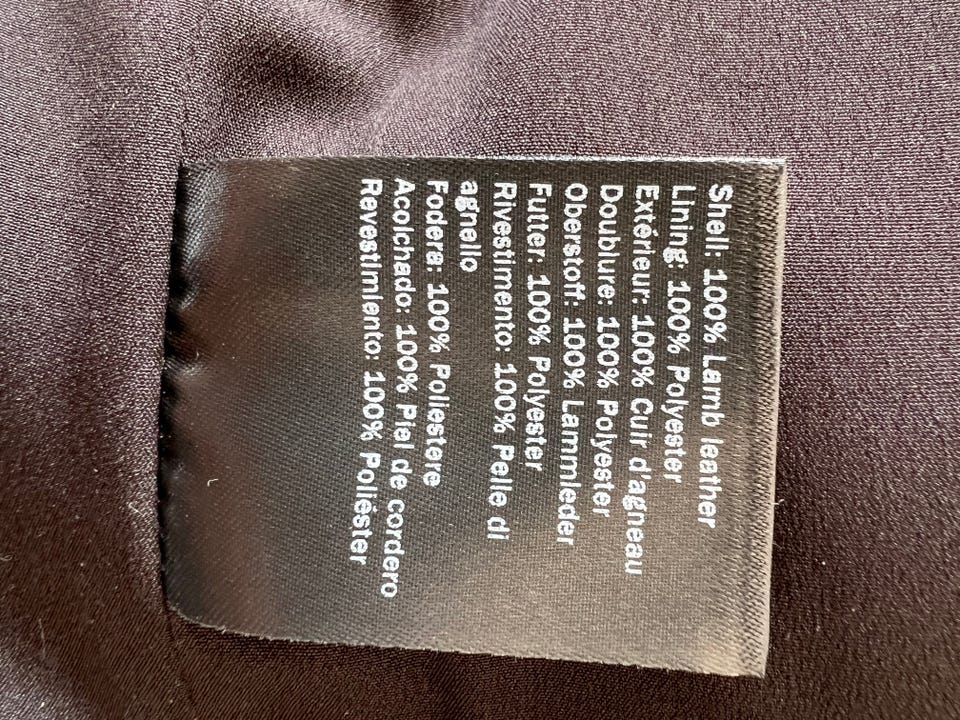 Shell: 100% Lamb leather
Lining: 100% Polyester
Extérieur: 100% Cuir d'agneau
Doublure: 100% Polyester
Oberstoff: 100% Lammleder
Futter: 100% Polyester
Rivestimento: 100% Pelle di
agnello
Fodera: 100% Poliestere
Acolchado: 100% Piel de cordero
Revestimiento: 100% Poliéster